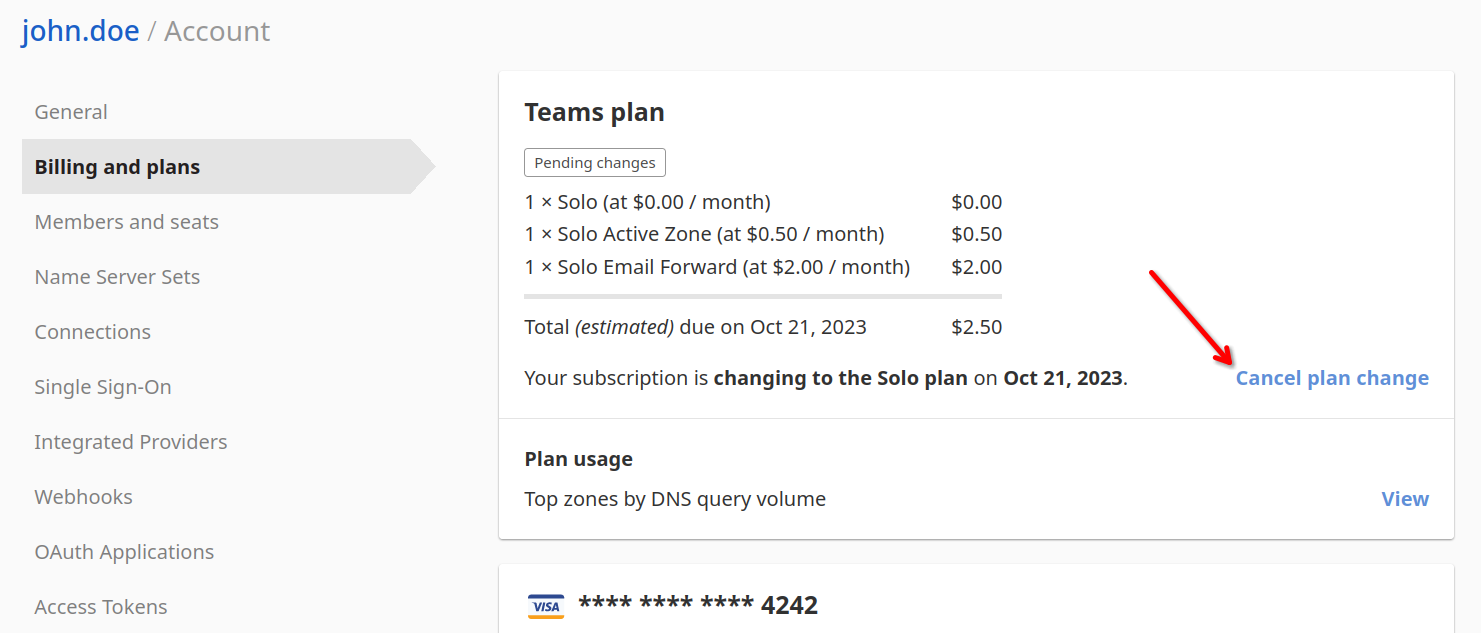 john.doe / Account
General
Billing and plans
Members and seats
Name Server Sets
Connections
Single Sign-On
Integrated Providers
Webhooks
OAuth Applications
Access Tokens
Teams plan
Pending changes
1 × Solo (at $0.00 / month) $0.00
1 × Solo Active Zone (at $0.50 / month) $0.50
1 × Solo Email Forward (at $2.00 / month) $2.00
Total (estimated) due on Oct 21, 2023 $2.50
Your subscription is changing to the Solo plan on Oct 21, 2023. Cancel plan change
Plan usage
Top zones by DNS query volume View
VISA **** **** **** 4242